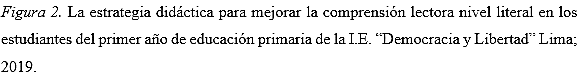 Figura 2. La estrategia didáctica para mejorar la comprensión lectora nivel literal en los
estudiantes del primer año de educación primaria de la I.E. “Democracia y Libertad” Lima;
2019.